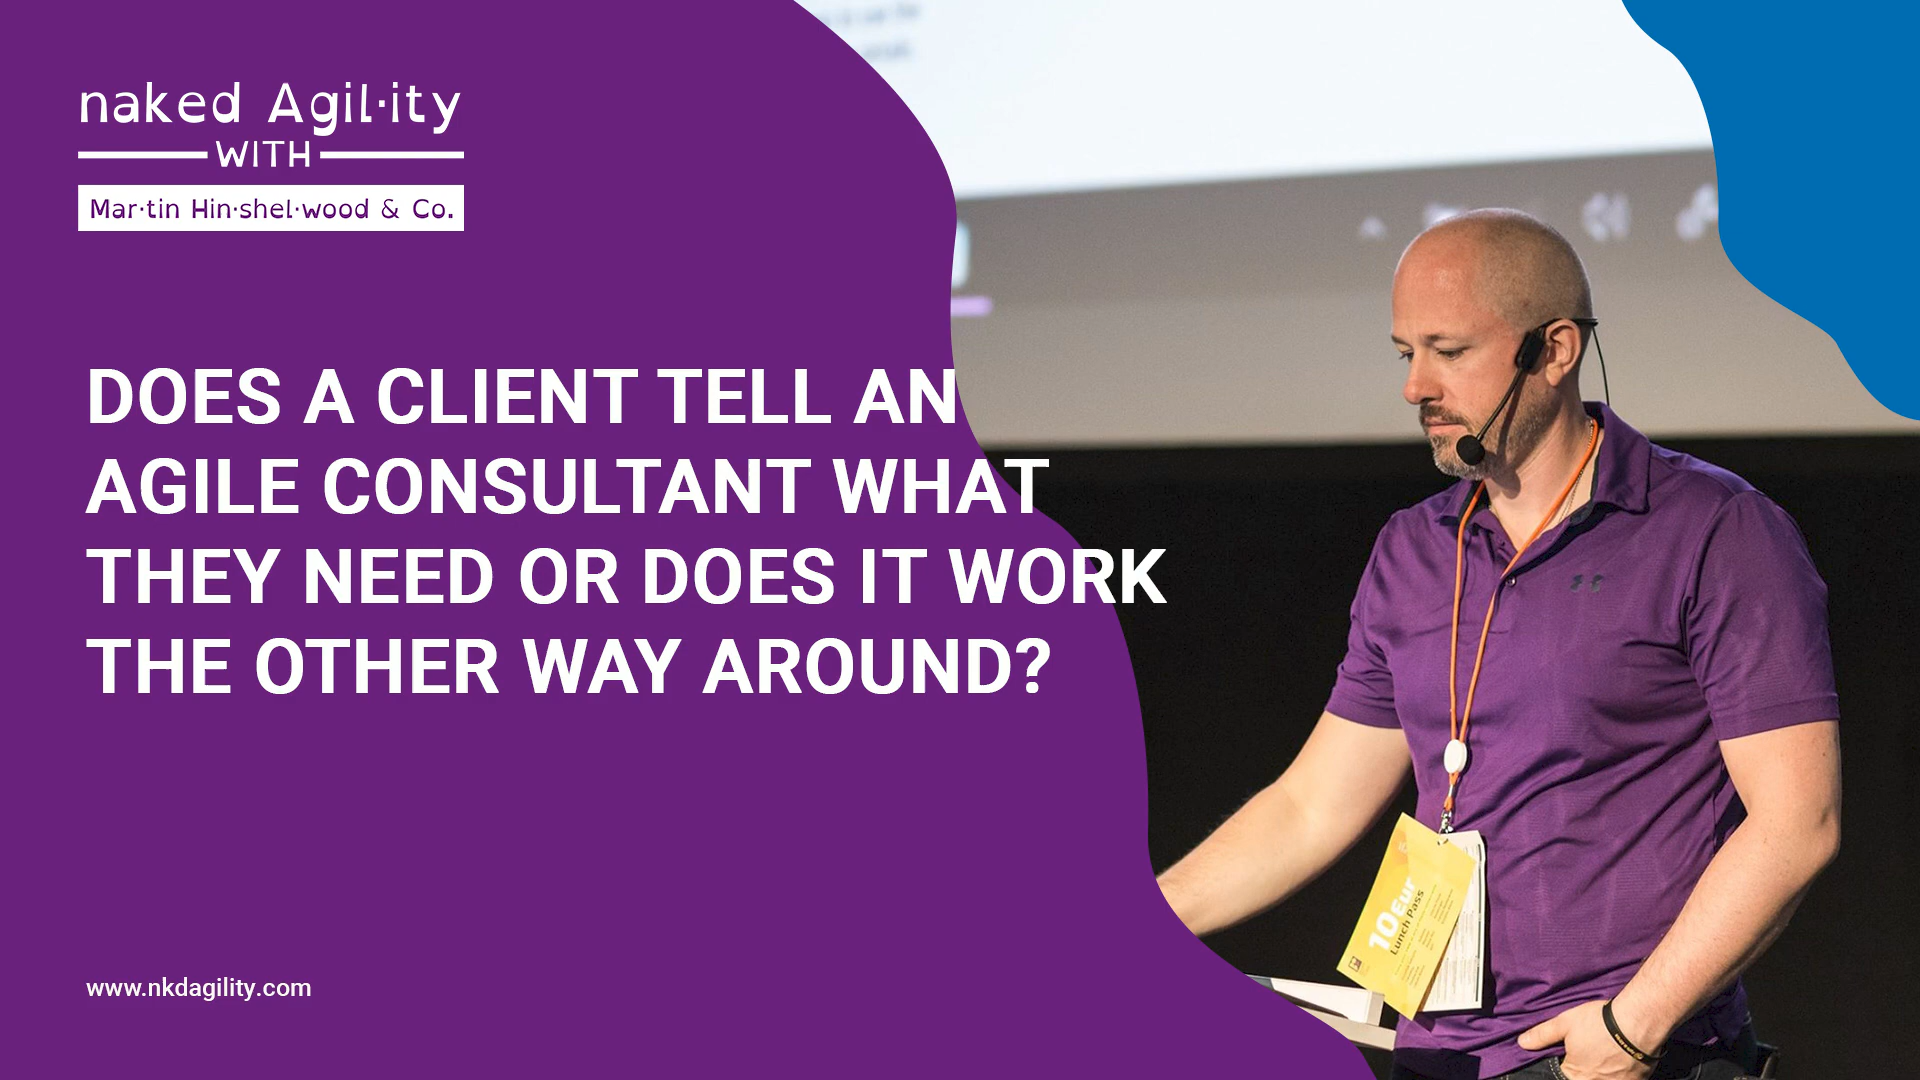 naked Agil·ity
WITH
Mar·tin Hin·shel·wood & Co.
DOES A CLIENT TELL AN
AGILE CONSULTANT WHAT
THEY NEED OR DOES IT WORK
THE OTHER WAY AROUND?
10Eur
Lunch Pass
www.nkdagility.com